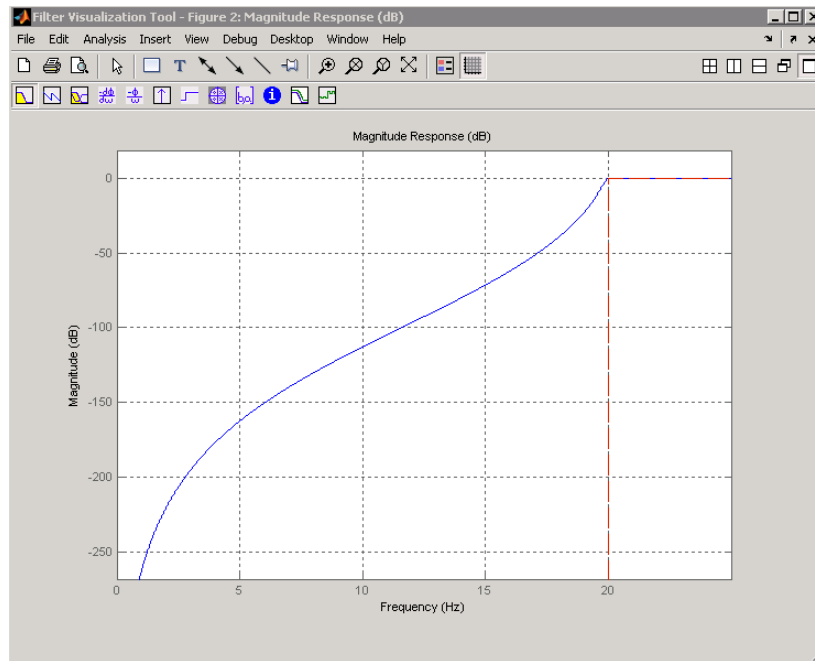 Filter Visualization Tool - Figure 2: Magnitude Response (dB)
File Edit Analysis Insert View Debug Desktop Window Help
Magnitude Response (dB)
0
-50
-100
-150
-200
-250
Magnitude (dB)
0 5 10 15 20
Frequency (Hz)